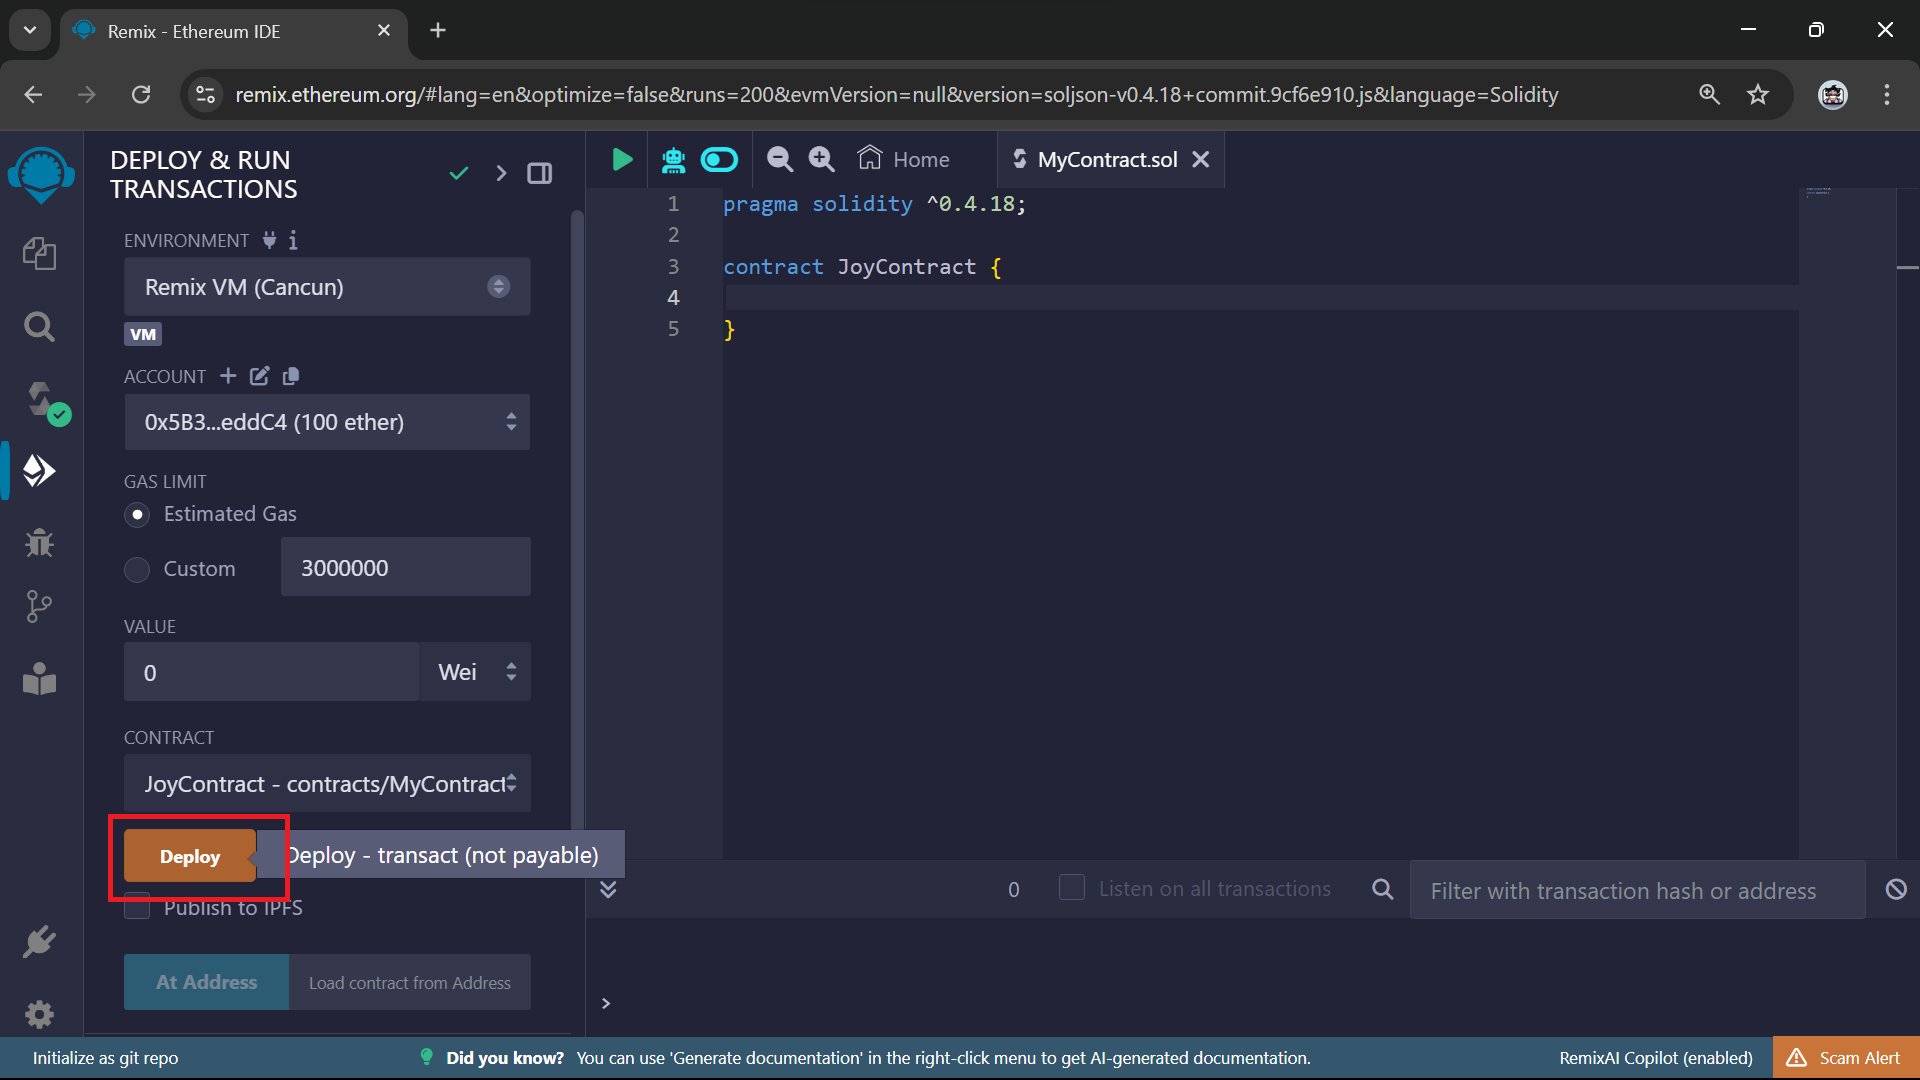 Remix - Ethereum IDE
remix.ethereum.org/#lang=en&optimize=false&runs=200&evmVersion=null&version=soljson-v0.4.18+commit.9cf6e910.js&language=Solidity
DEPLOY & RUN
TRANSACTIONS
ENVIRONMENT
Remix VM (Cancun)
VM
ACCOUNT
0x5B3...eddC4 (100 ether)
GAS LIMIT
Estimated Gas
Custom 3000000
VALUE
0 Wei
CONTRACT
JoyContract - contracts/MyContract
Deploy
Deploy - transact (not payable)
Publish to IPFS
At Address Load contract from Address
Home MyContract.sol
1 pragma solidity ^0.4.18;
2
3 contract JoyContract {
4
5 }
0 Listen on all transactions Filter with transaction hash or address
>
Initialize as git repo
Did you know? You can use 'Generate documentation' in the right-click menu to get AI-generated documentation.
RemixAI Copilot (enabled)
Scam Alert